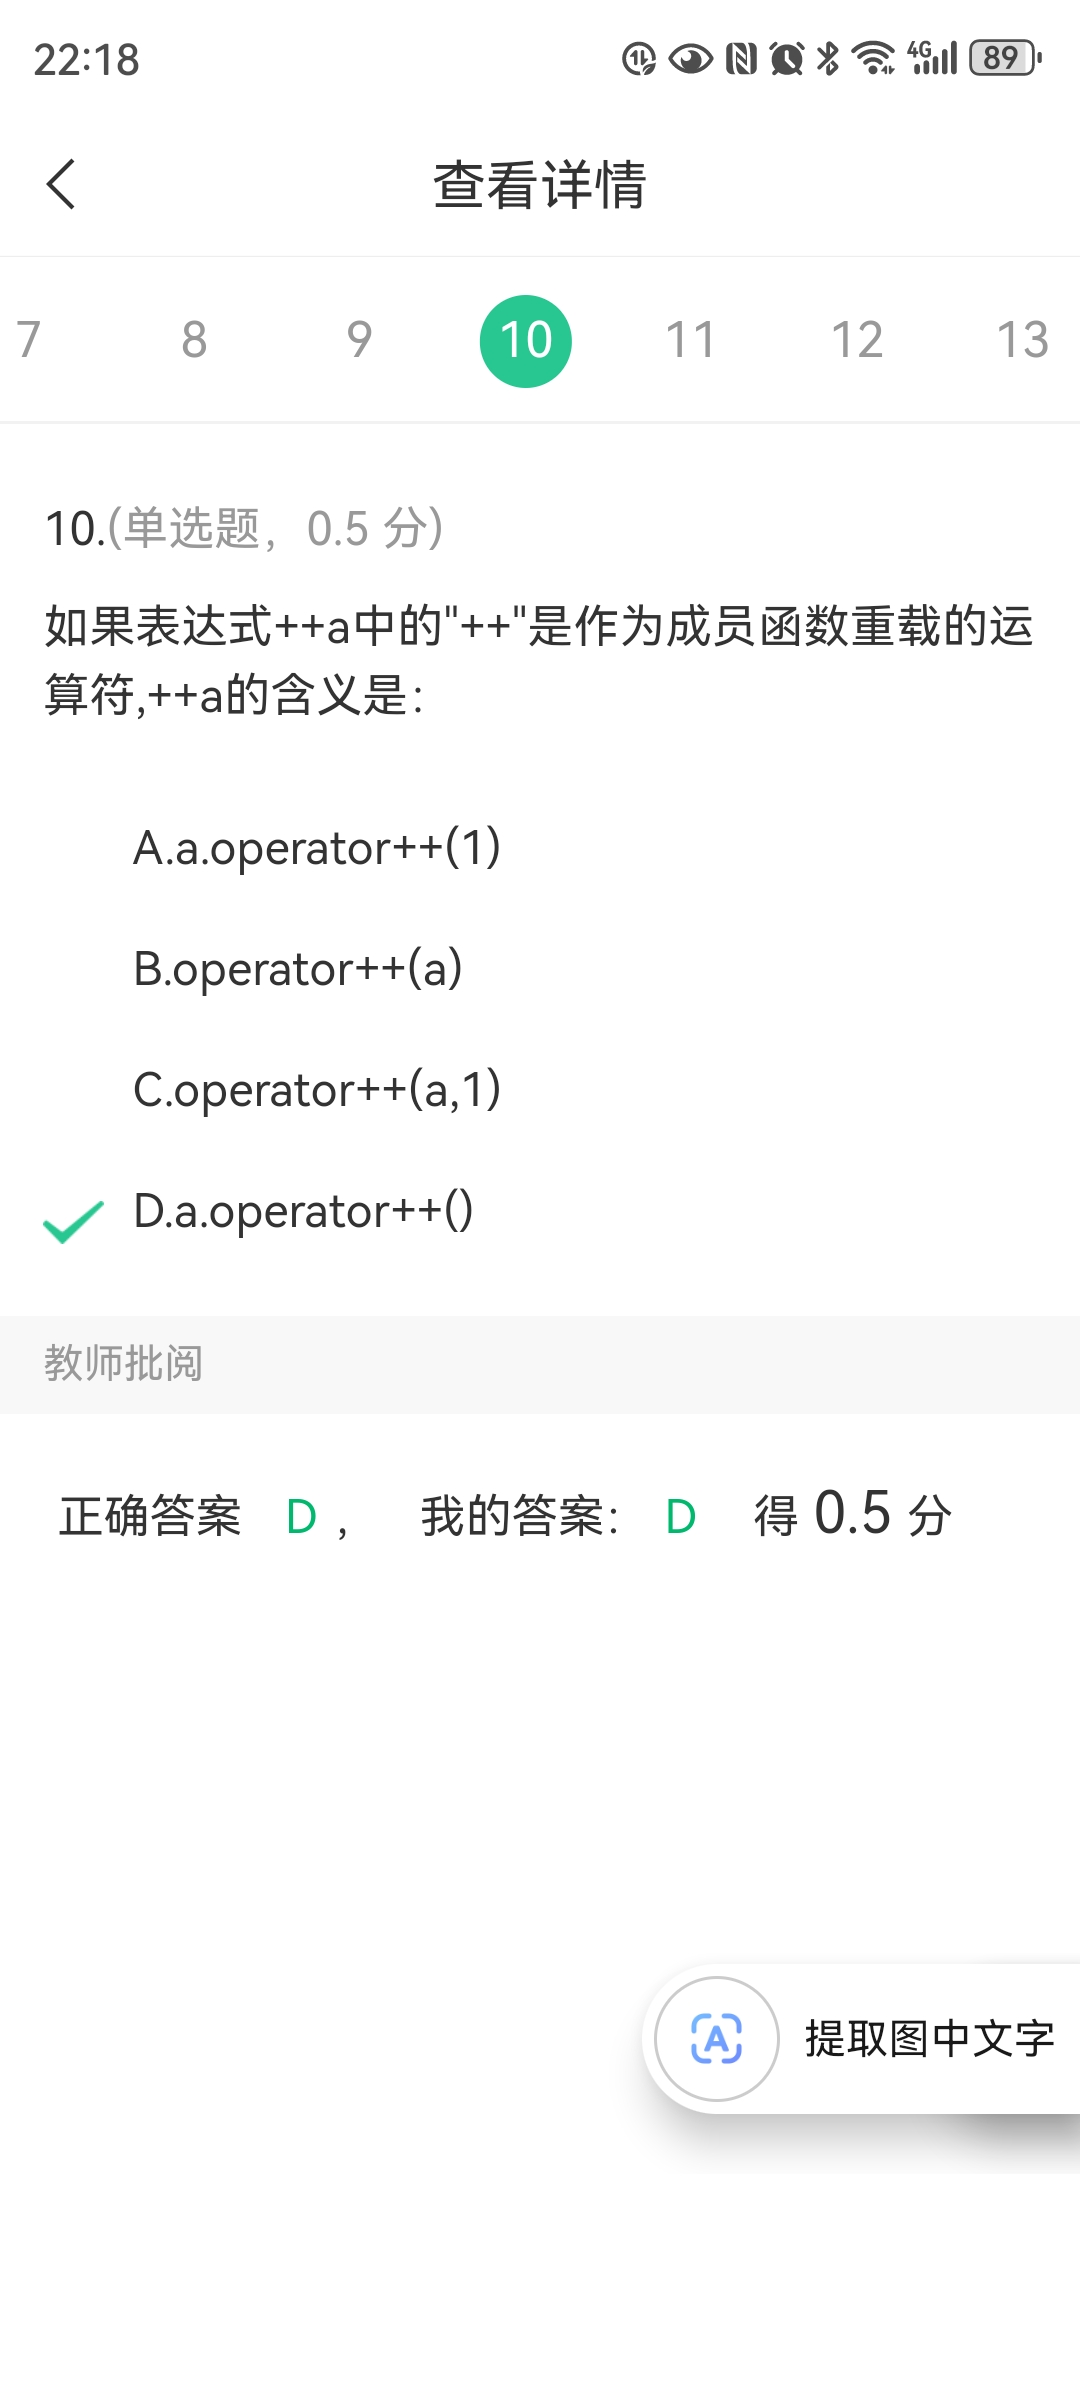 22:18
4G 89
查看详情
7 8 9 10 11 12 13
10.(单选题，0.5 分)
如果表达式++a中的"++"是作为成员函数重载的运
算符,++a的含义是：
A.a.operator++(1)
B.operator++(a)
C.operator++(a,1)
D.a.operator++()
教师批阅
正确答案 D ， 我的答案： D 得 0.5 分
A 提取图中文字